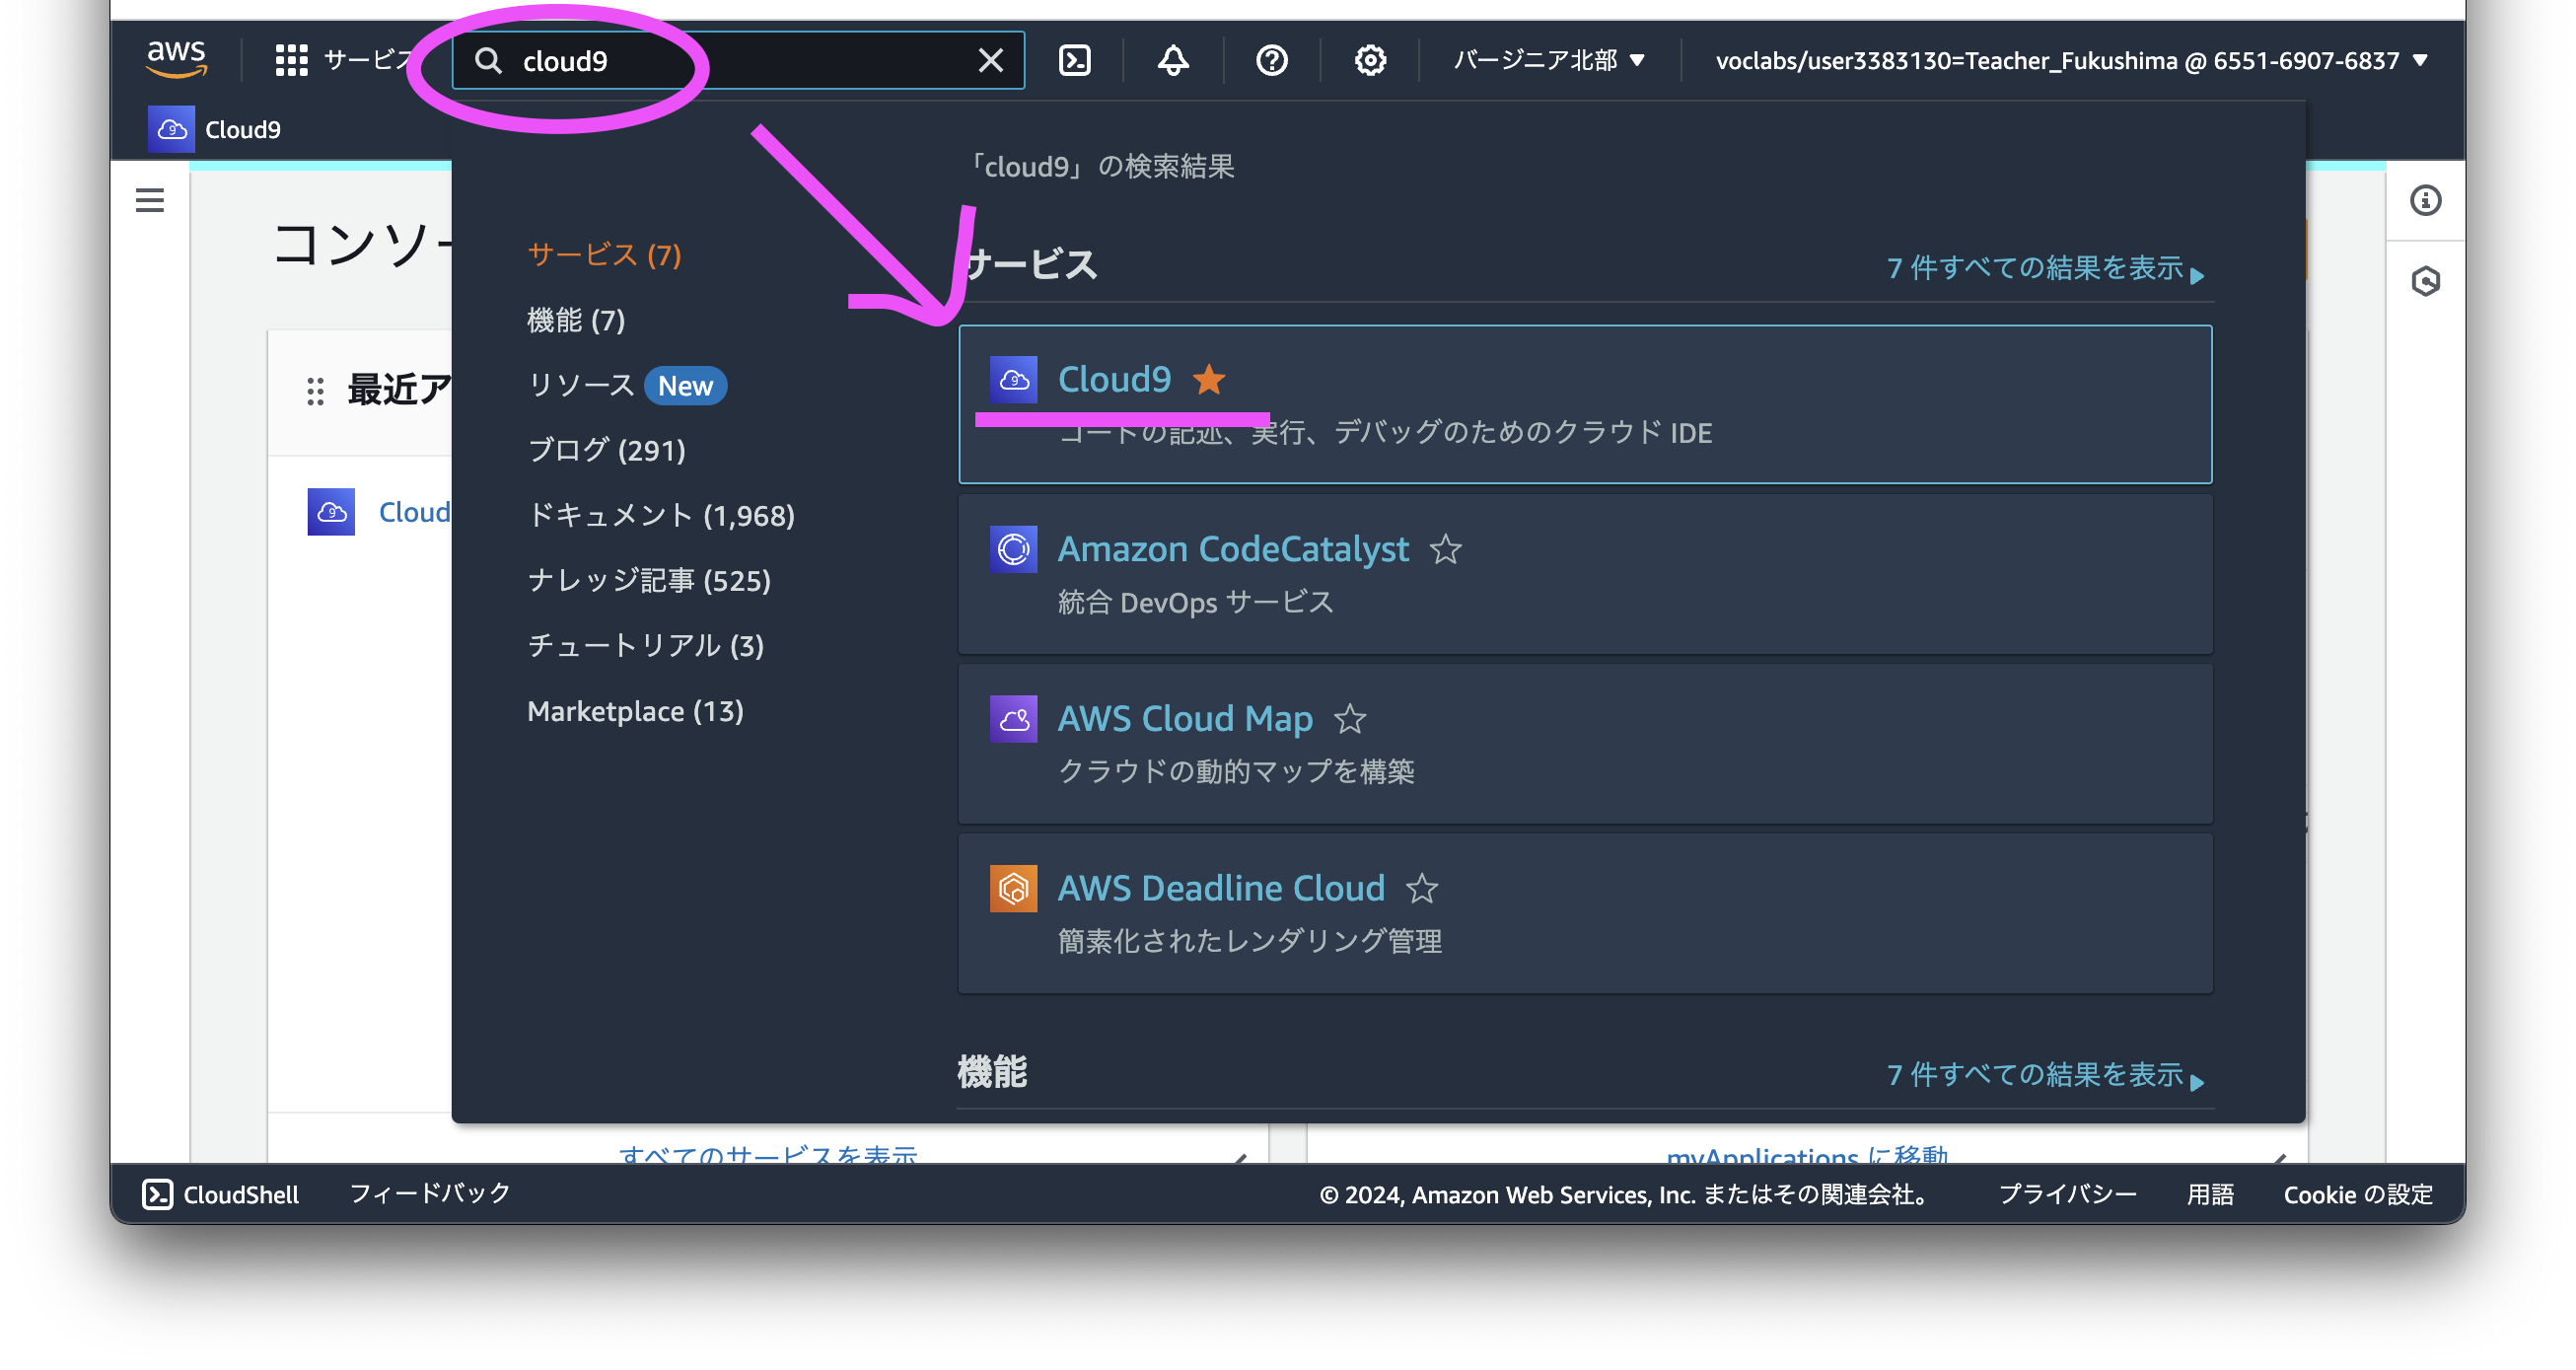 aws サービス cloud9 バージニア北部 ▼ voclabs/user3383130=Teacher_Fukushima @ 6551-6907-6837 ▼
Cloud9
コンソー
最近ア
Cloud
「cloud9」の検索結果
サービス (7)
機能 (7)
リソース New
ブログ (291)
ドキュメント (1,968)
ナレッジ記事 (525)
チュートリアル (3)
Marketplace (13)
サービス 7 件すべての結果を表示 ▶
Cloud9
コードの記述、実行、デバッグのためのクラウド IDE
Amazon CodeCatalyst
統合 DevOps サービス
AWS Cloud Map
クラウドの動的マップを構築
AWS Deadline Cloud
簡素化されたレンダリング管理
機能 7 件すべての結果を表示 ▶
すべてのサービスを表示 myApplications に移動
CloudShell フィードバック © 2024, Amazon Web Services, Inc. またはその関連会社。 プライバシー 用語 Cookie の設定